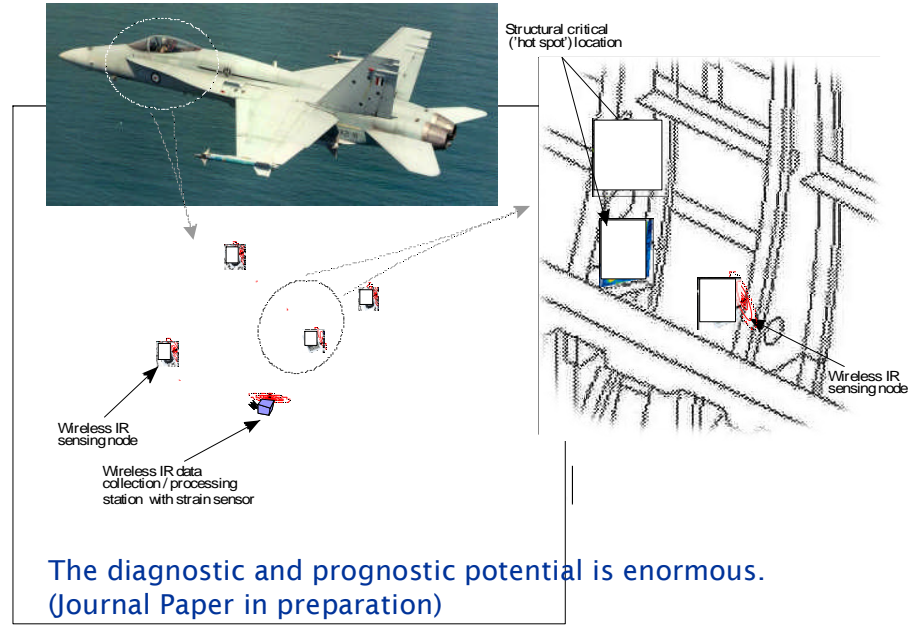 Structural critical
('hot spot') location
Wireless IR
sensing node
Wireless IR
sensing node
Wireless IR data
collection / processing
station with strain sensor
The diagnostic and prognostic potential is enormous.
(Journal Paper in preparation)